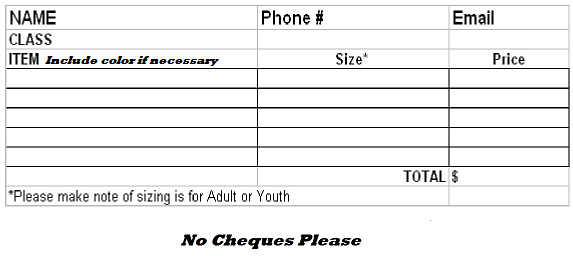 NAME Phone # Email
CLASS
ITEM Include color if necessary Size* Price
TOTAL $
*Please make note of sizing is for Adult or Youth
No Cheques Please